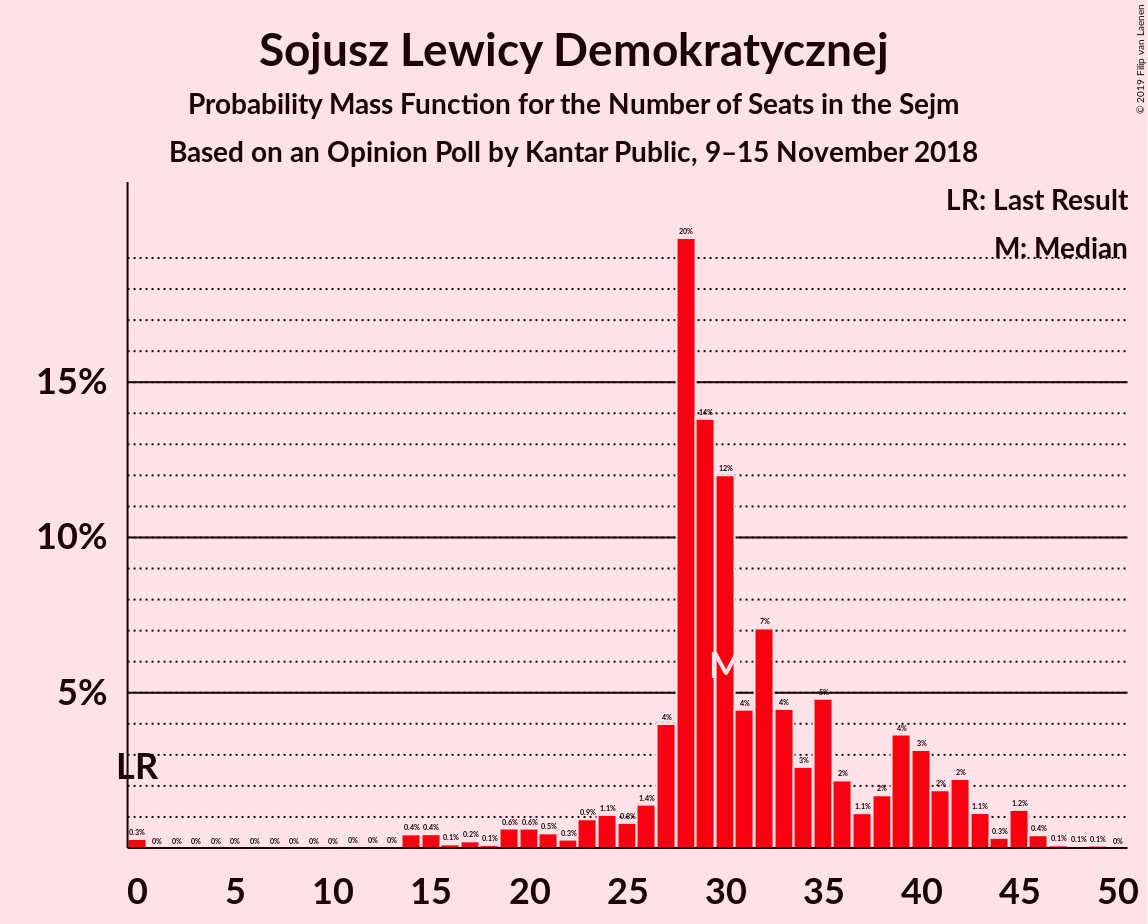 Sojusz Lewicy Demokratycznej
Probability Mass Function for the Number of Seats in the Sejm
Based on an Opinion Poll by Kantar Public, 9–15 November 2018
© 2019 Filip van Laenen
LR: Last Result
M: Median
15%
10%
5%
LR
M
0.3% 0% 0% 0% 0% 0% 0% 0% 0% 0% 0% 0% 0% 0% 0.4% 0.4% 0.1% 0.2% 0.1% 0.6% 0.6% 0.5% 0.3% 0.9% 1.1% 0.8% 1.4% 4% 20% 14% 12% 4% 7% 4% 3% 5% 2% 1.1% 2% 4% 3% 2% 2% 1.1% 0.3% 1.2% 0.4% 0.1% 0.1% 0.1% 0%
0 5 10 15 20 25 30 35 40 45 50